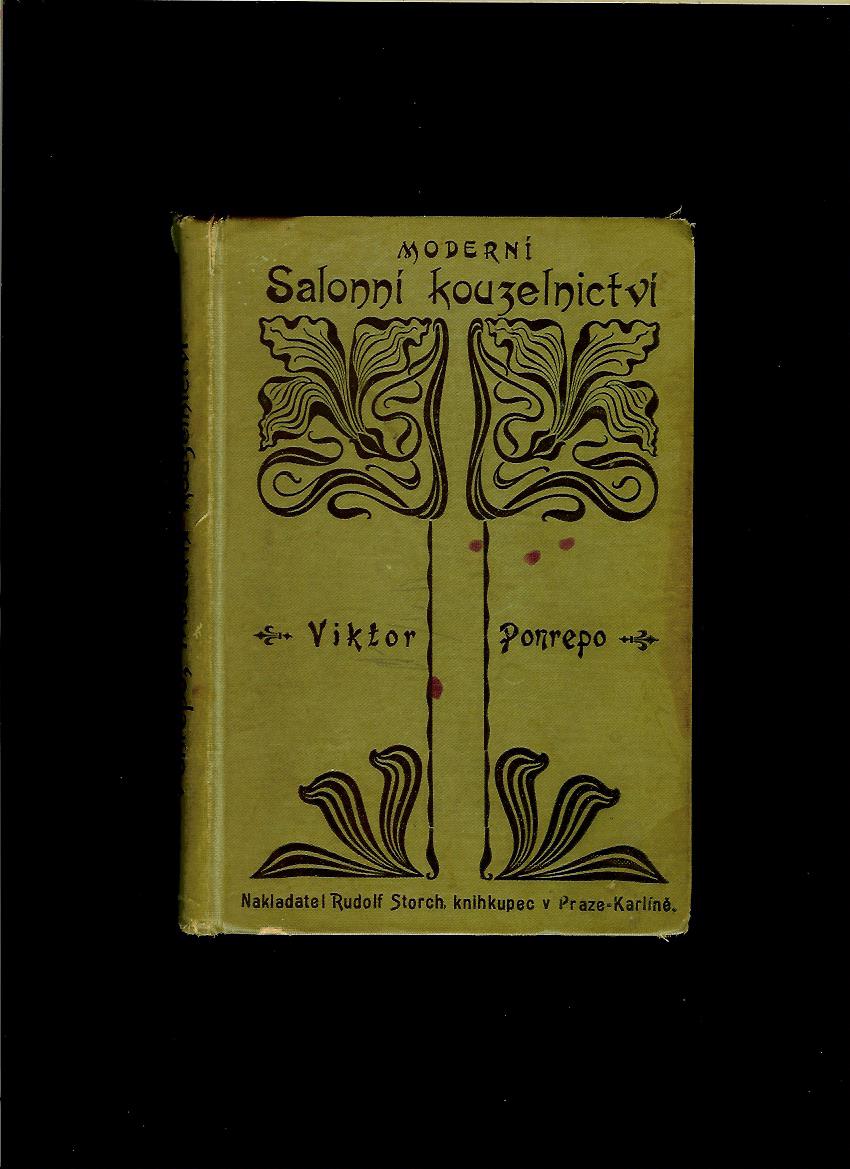 MODERNÍ
Salonní kouzelnictví
Viktor Ponrepo
Nakladatel Rudolf Storch, knihkupec v Praze-Karlíně.